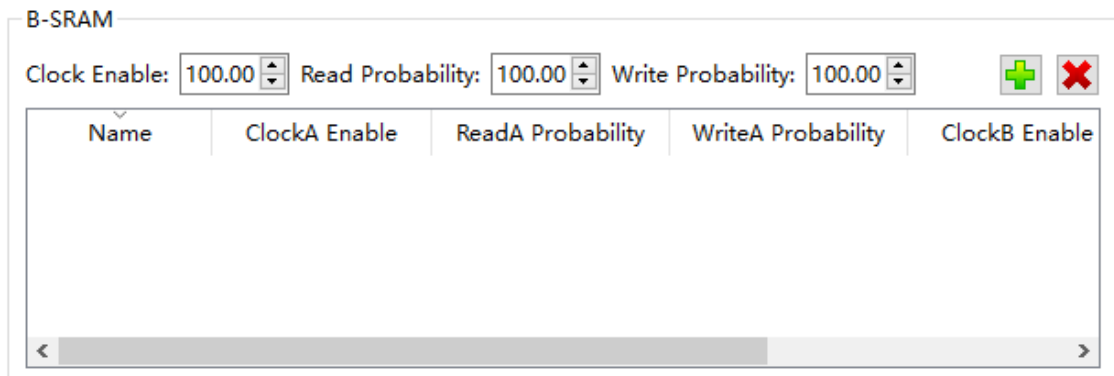 B-SRAM
Clock Enable: 100.00 Read Probability: 100.00 Write Probability: 100.00
Name ClockA Enable ReadA Probability WriteA Probability ClockB Enable